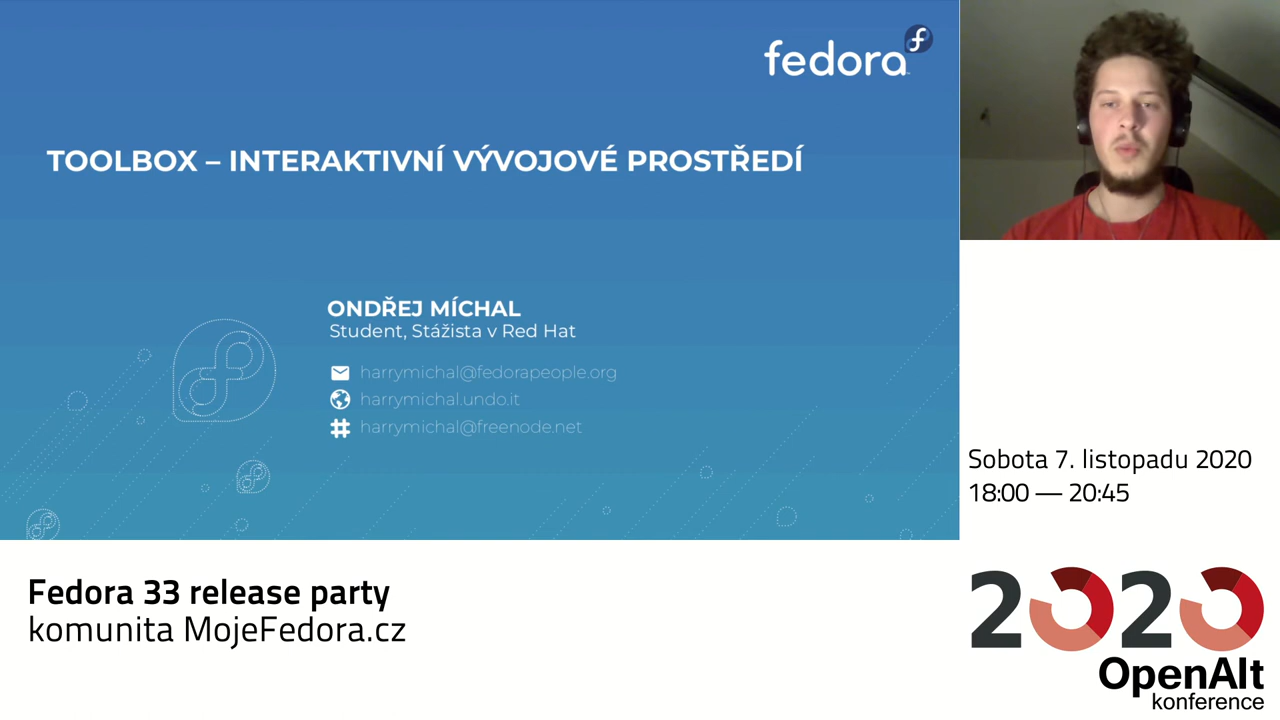 fedora
TOOLBOX – INTERAKTIVNÍ VÝVOJOVÉ PROSTŘEDÍ
ONDŘEJ MÍCHAL
Student, Stážista v Red Hat
harrymichal@fedorapeople.org
harrymichal.undo.it
harrymichal@freenode.net
Sobota 7. listopadu 2020
18:00 — 20:45
Fedora 33 release party
komunita MojeFedora.cz
2020
OpenAlt
konference